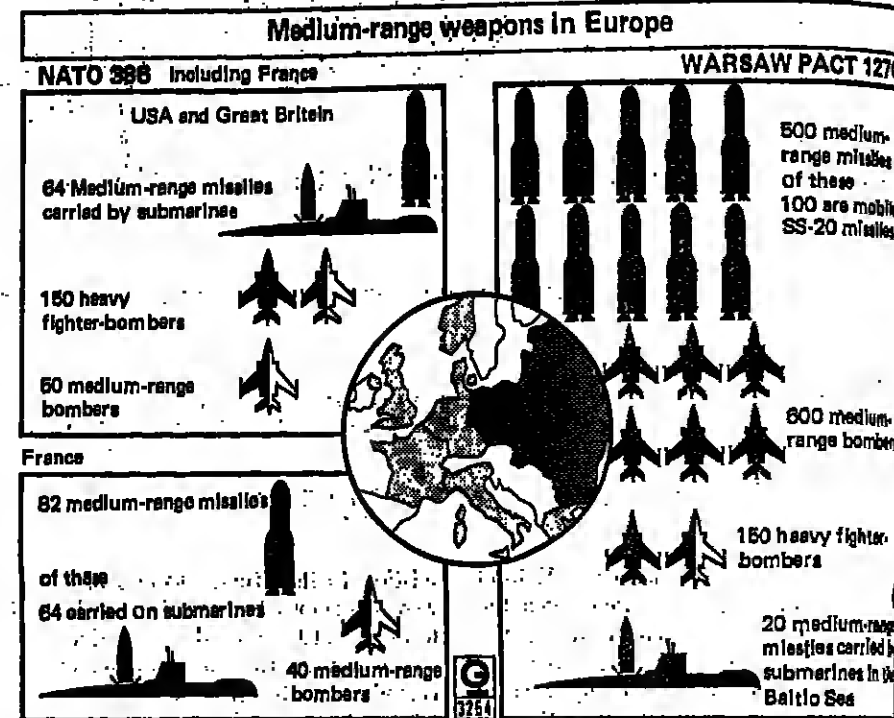 Medium-range weapons in Europe
NATO 386 including France
USA and Great Britain
64 Medium-range missiles
carried by submarines
150 heavy
fighter-bombers
50 medium-range
bombers
France
82 medium-range missiles
of these
64 carried on submarines
40 medium-range
bombers
3254
WARSAW PACT 1270
500 medium-
range missiles
of these
100 are mobile
SS-20 missiles
600 medium-
range bombers
150 heavy fighter-
bombers
20 medium-range
missiles carried by
submarines in the
Baltic Sea